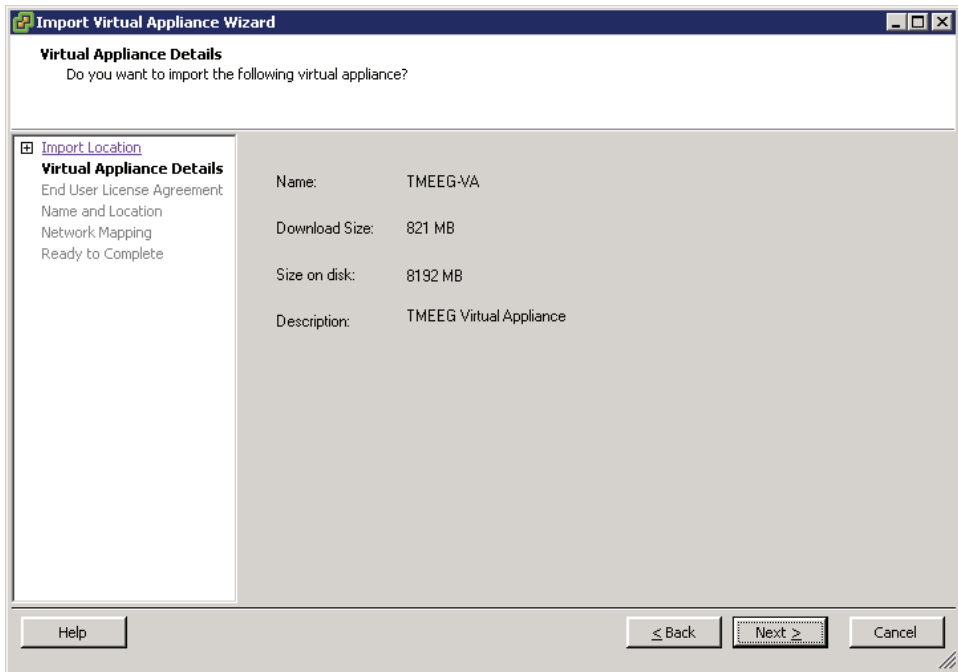 Import Virtual Appliance Wizard
Virtual Appliance Details
Do you want to import the following virtual appliance?
Import Location
Virtual Appliance Details
End User License Agreement
Name and Location
Network Mapping
Ready to Complete
Name: TMEEG-VA
Download Size: 821 MB
Size on disk: 8192 MB
Description: TMEEG Virtual Appliance
Help
< Back
Next >
Cancel